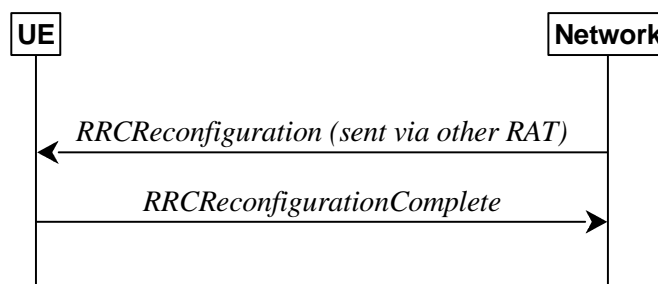 UE
Network
RRCReconfiguration (sent via other RAT)
RRCReconfigurationComplete